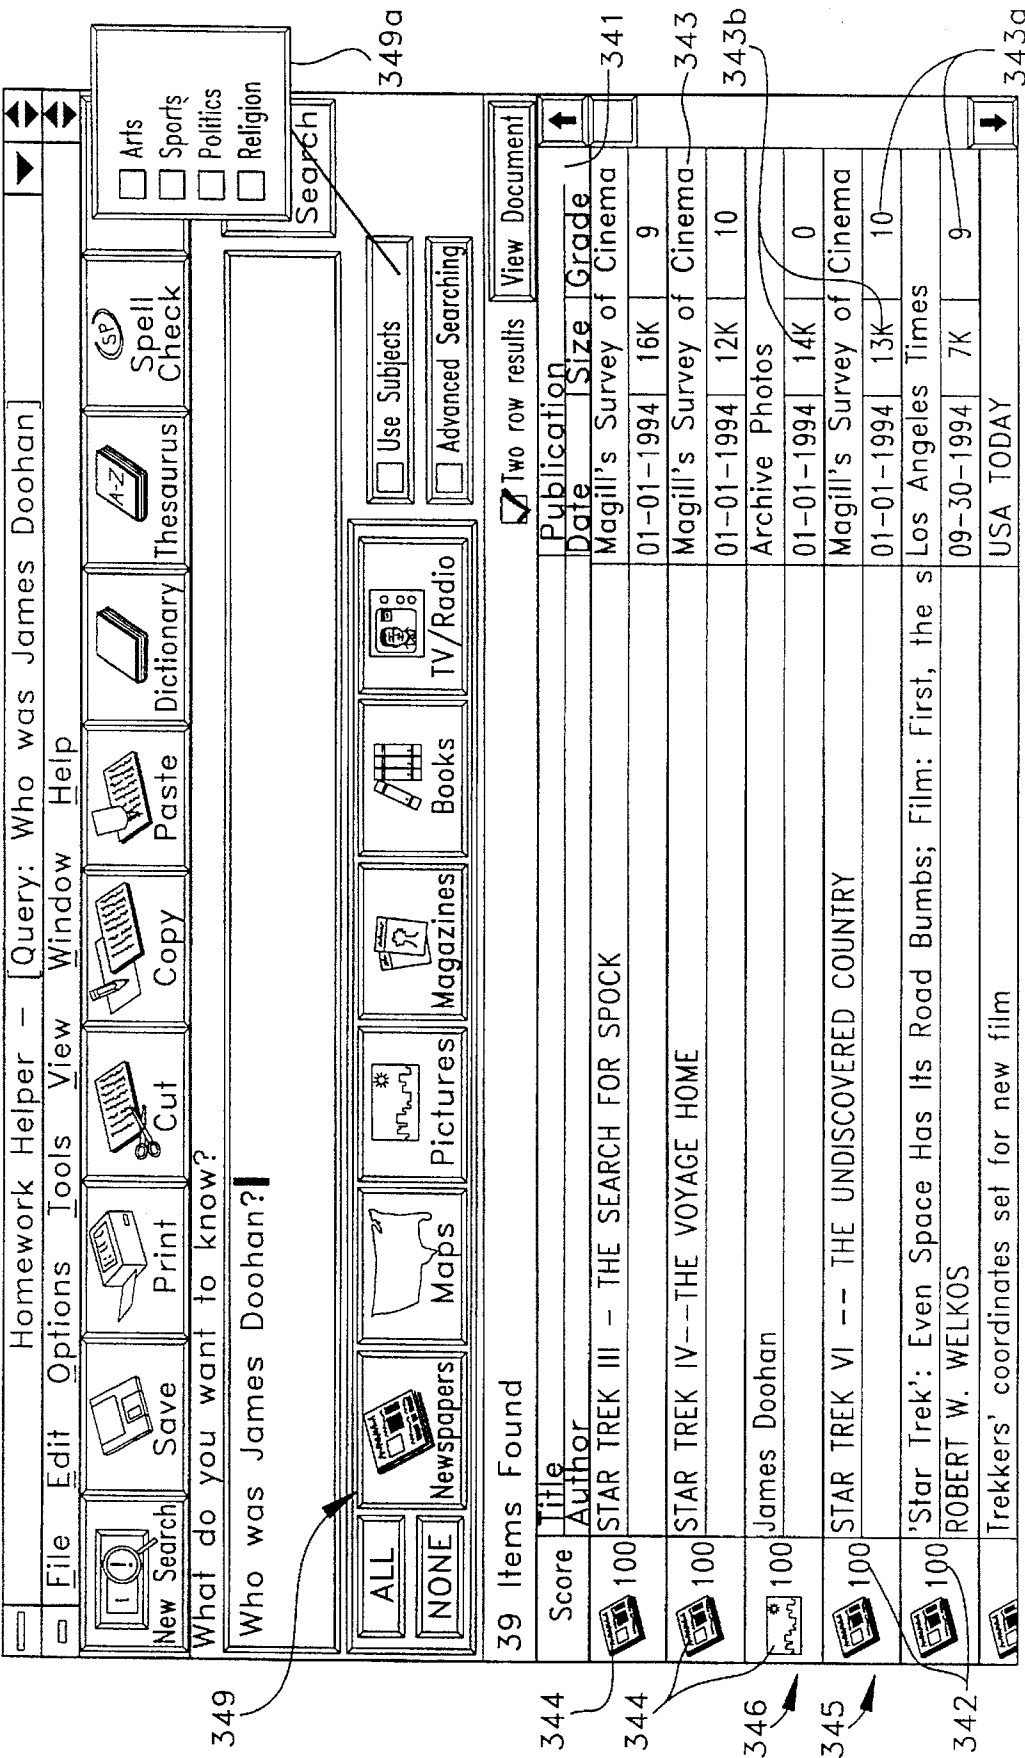 Homework Helper – [Query: Who was James Doohan]
File Edit Options Tools View Window Help
New Search Save Print Cut Copy Paste Dictionary Thesaurus Spell Check
SP
A-Z
Arts
Sports
Politics
Religion
349a
What do you want to know?
Who was James Doohan?
Search
349
ALL
NONE
Newspapers Maps Pictures Magazines Books TV/Radio
Use Subjects
Advanced Searching
39 Items Found
Two row results
View Document
Score Title Publication
Author Date Size Grade
341
344 100 STAR TREK III – THE SEARCH FOR SPOCK Magill's Survey of Cinema
01-01-1994 16K 9
344 100 STAR TREK IV--THE VOYAGE HOME Magill's Survey of Cinema 343
01-01-1994 12K 10
343b
346 100 James Doohan Archive Photos
01-01-1994 14K 0
345 100 STAR TREK VI -- THE UNDISCOVERED COUNTRY Magill's Survey of Cinema
01-01-1994 13K 10
342 100 'Star Trek': Even Space Has Its Road Bumbs; Film: First, the s Los Angeles Times
ROBERT W. WELKOS 09-30-1994 7K 9
343a
Trekkers' coordinates set for new film USA TODAY